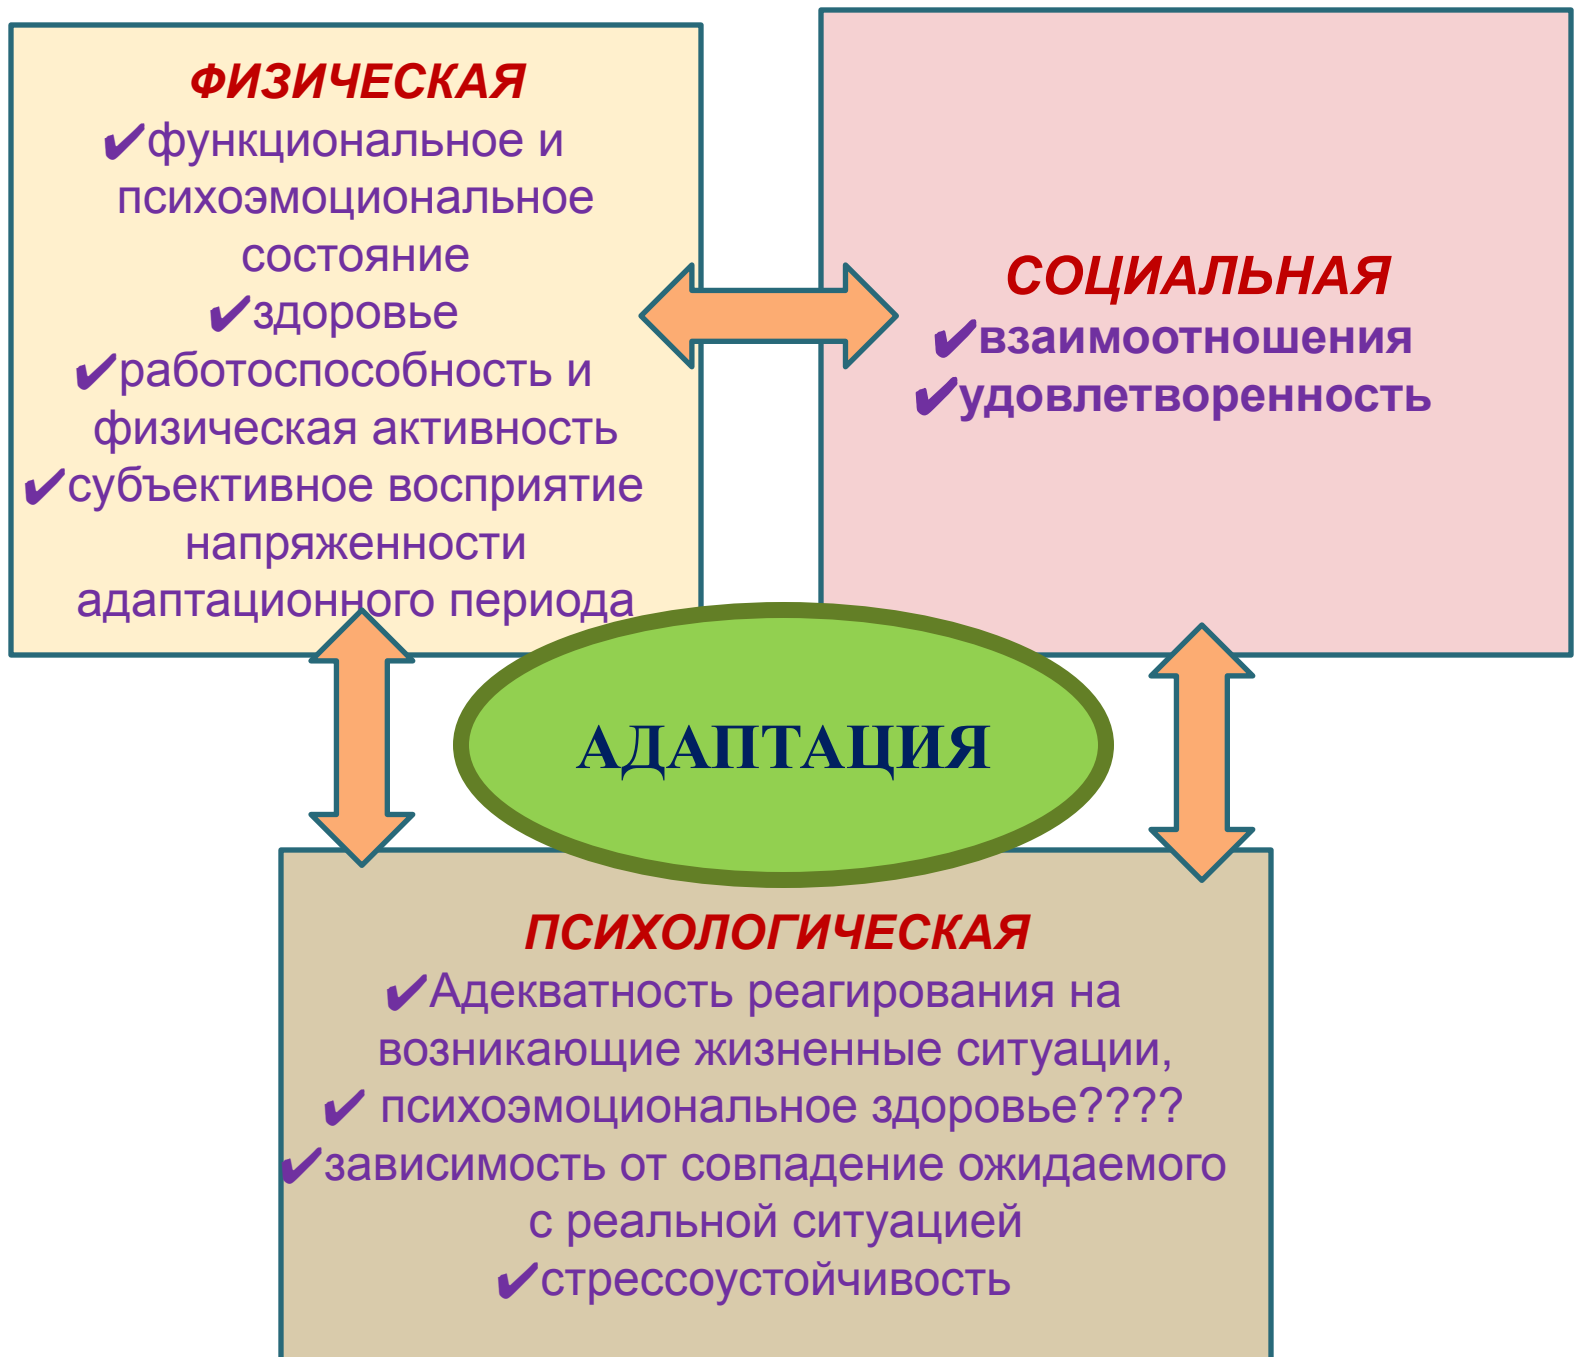 ФИЗИЧЕСКАЯ
✔функциональное и
психоэмоциональное
состояние
✔здоровье
✔работоспособность и
физическая активность
✔субъективное восприятие
напряженности
адаптационного периода
СОЦИАЛЬНАЯ
✔взаимоотношения
✔удовлетворенность
АДАПТАЦИЯ
ПСИХОЛОГИЧЕСКАЯ
✔Адекватность реагирования на
возникающие жизненные ситуации,
✔ психоэмоциональное здоровье????
✔зависимость от совпадение ожидаемого
с реальной ситуацией
✔стрессоустойчивость